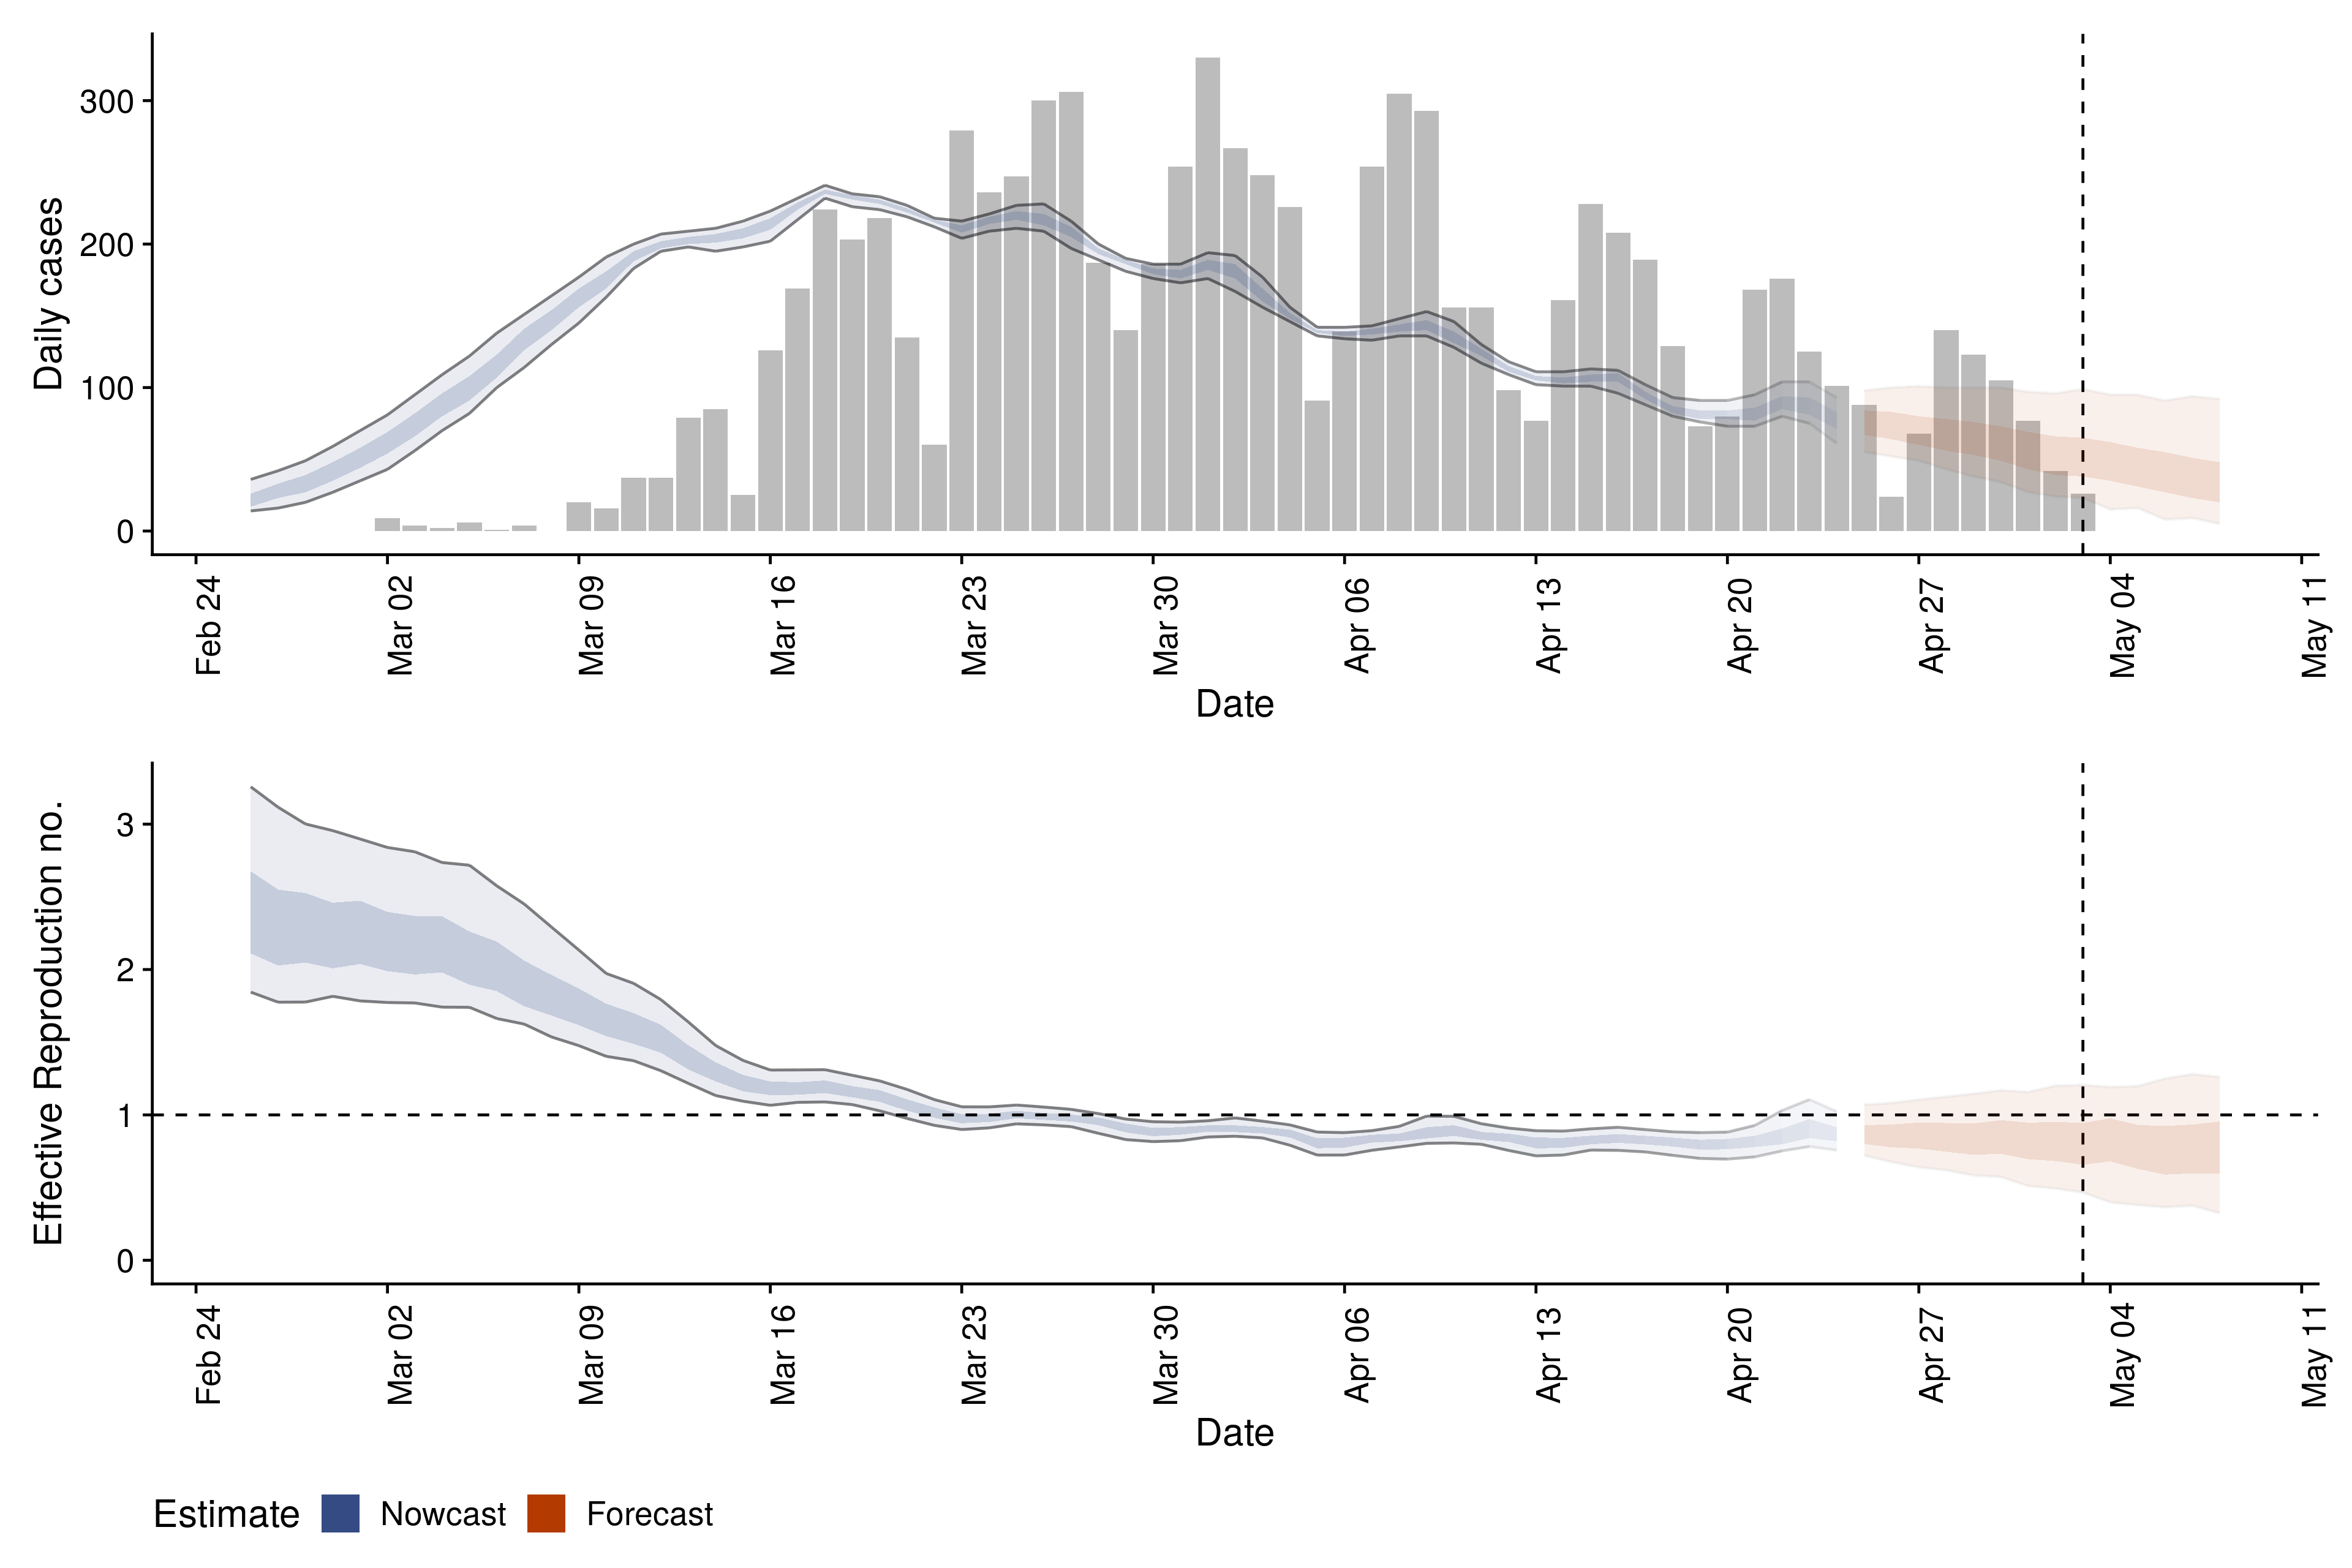 Daily cases
300
200
100
0
Feb 24
Mar 02
Mar 09
Mar 16
Mar 23
Mar 30
Apr 06
Apr 13
Apr 20
Apr 27
May 04
May 11
Date
Effective Reproduction no.
3
2
1
0
Feb 24
Mar 02
Mar 09
Mar 16
Mar 23
Mar 30
Apr 06
Apr 13
Apr 20
Apr 27
May 04
May 11
Date
Estimate Nowcast Forecast